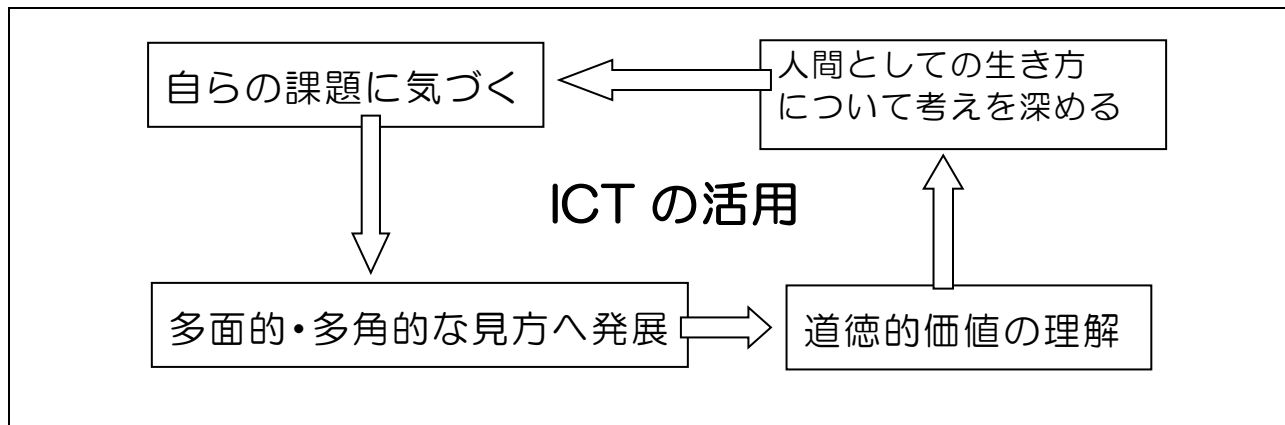 自らの課題に気づく
人間としての生き方
について考えを深める
ICT の活用
多面的・多角的な見方へ発展
道徳的価値の理解